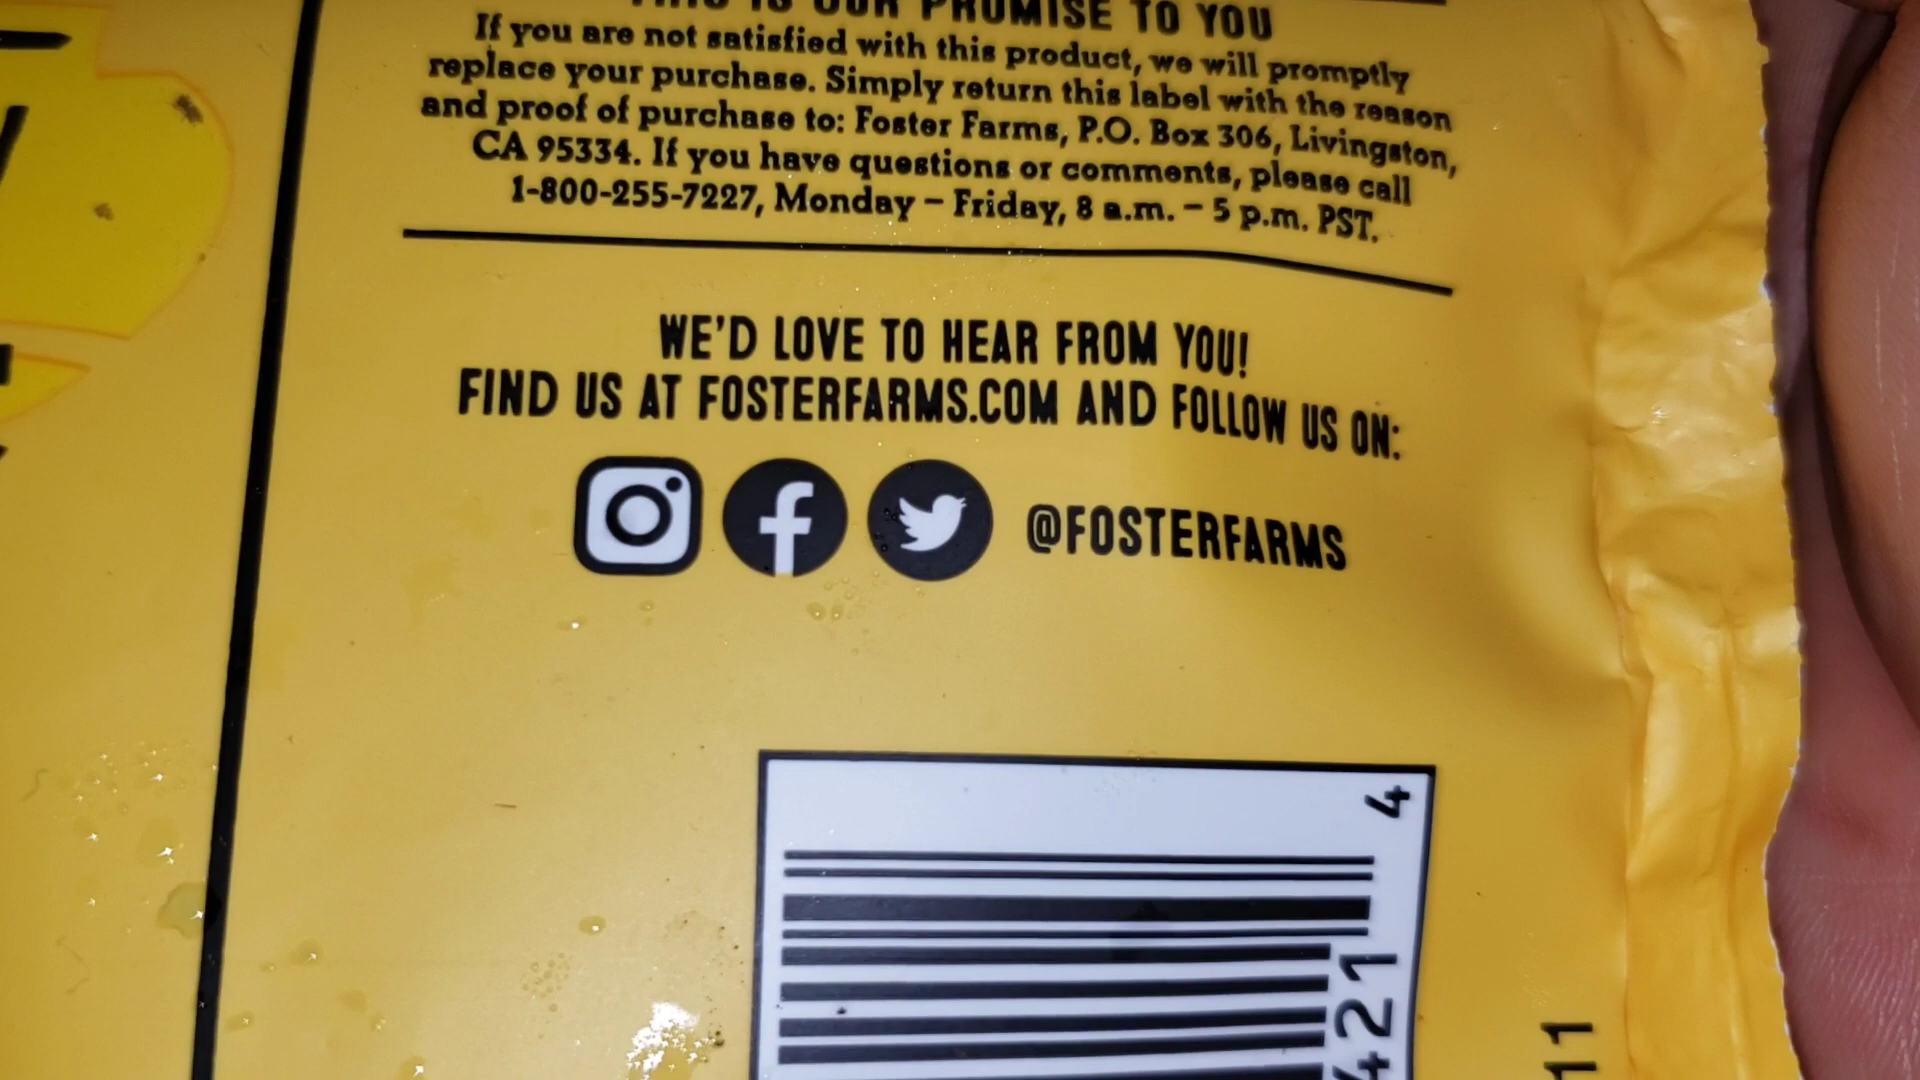 THIS IS OUR PROMISE TO YOU
If you are not satisfied with this product, we will promptly
replace your purchase. Simply return this label with the reason
and proof of purchase to: Foster Farms, P.O. Box 306, Livingston,
CA 95334. If you have questions or comments, please call
1-800-255-7227, Monday – Friday, 8 a.m. – 5 p.m. PST.
WE'D LOVE TO HEAR FROM YOU!
FIND US AT FOSTERFARMS.COM AND FOLLOW US ON:
@FOSTERFARMS
4
421
11